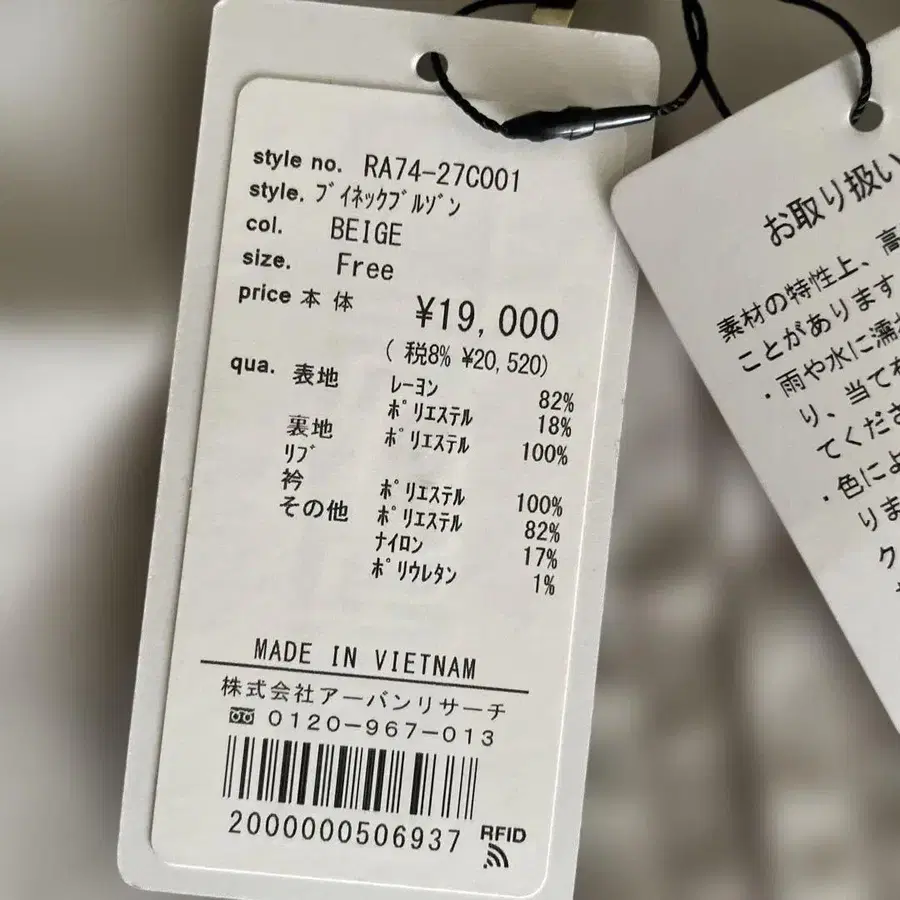 style no. RA74-27C001
style. ﾌﾞｲﾈｯｸﾌﾞﾙｿﾞﾝ
col. BEIGE
size. Free
price 本体 ¥19,000
( 税8% ¥20,520)
qua. 表地 ﾚｰﾖﾝ 82%
ﾎﾟﾘｴｽﾃﾙ 18%
裏地 ﾎﾟﾘｴｽﾃﾙ 100%
ﾘﾌﾞ
衿 ﾎﾟﾘｴｽﾃﾙ 100%
その他 ﾎﾟﾘｴｽﾃﾙ 82%
ﾅｲﾛﾝ 17%
ﾎﾟﾘｳﾚﾀﾝ 1%
MADE IN VIETNAM
株式会社アーバンリサーチ
0120-967-013
2000000506937
RFID
お取り扱い
素材の特性上、高
ことがあります
・雨や水に濡れ
り、当て布
てくださ
・色によ
りま
ク